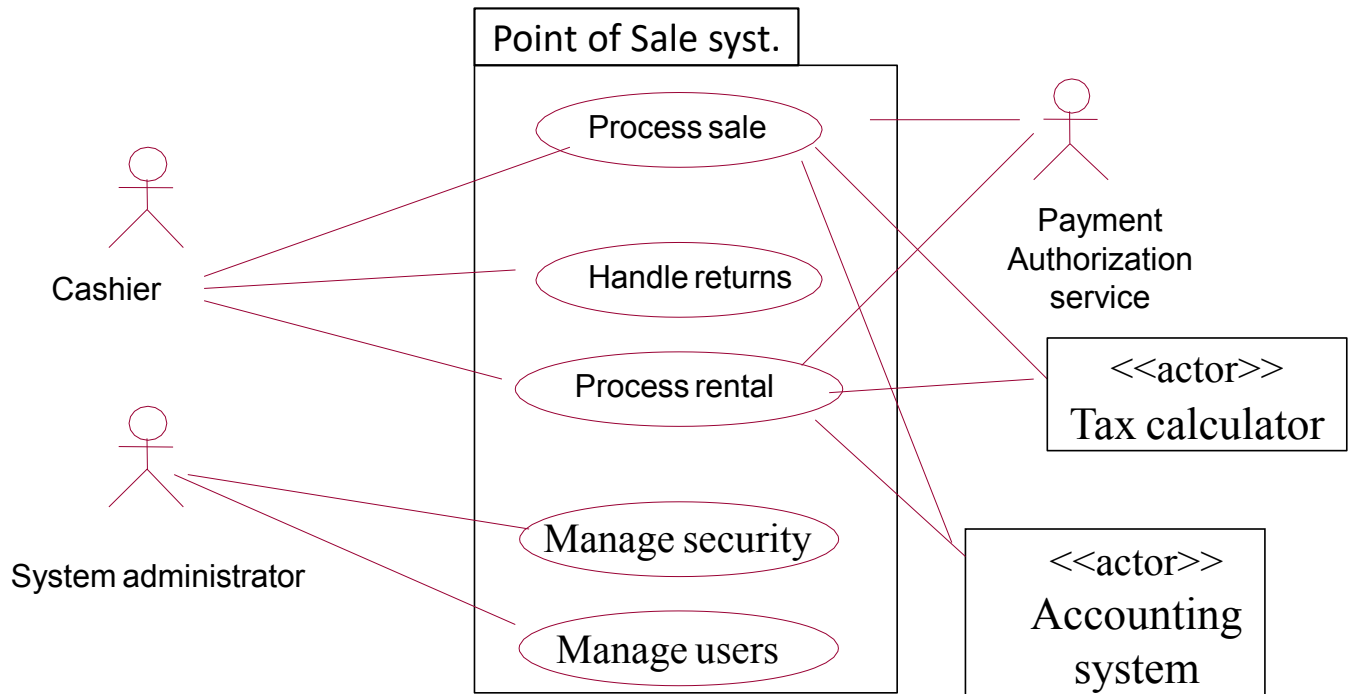 Point of Sale syst.
Process sale
Cashier
Handle returns
Process rental
Payment
Authorization
service
<<actor>>
Tax calculator
System administrator
Manage security
Manage users
<<actor>>
Accounting
system